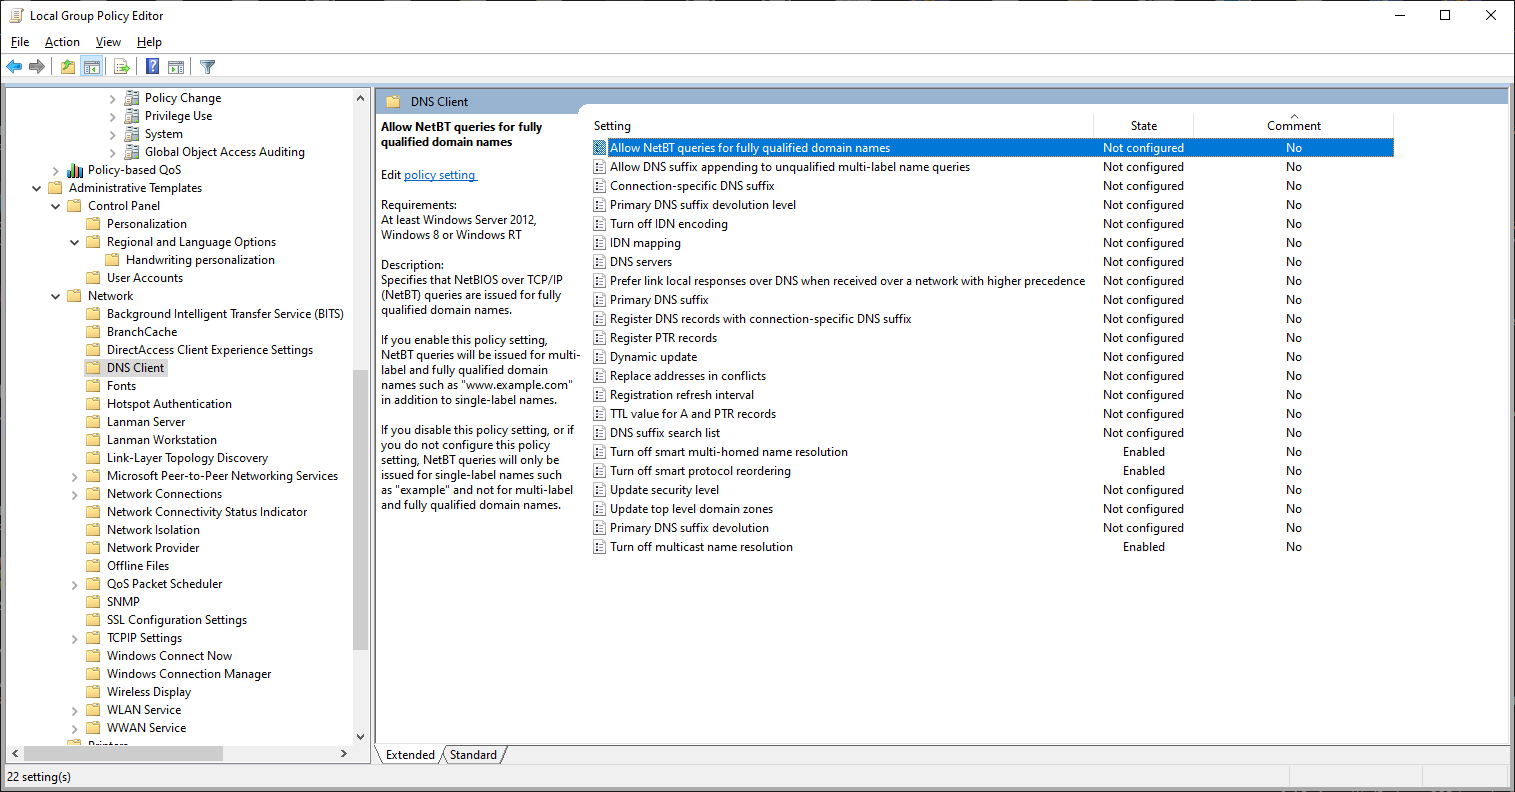 Local Group Policy Editor
File Action View Help
Policy Change
Privilege Use
System
Global Object Access Auditing
Policy-based QoS
Administrative Templates
Control Panel
Personalization
Regional and Language Options
Handwriting personalization
User Accounts
Network
Background Intelligent Transfer Service (BITS)
BranchCache
DirectAccess Client Experience Settings
DNS Client
Fonts
Hotspot Authentication
Lanman Server
Lanman Workstation
Link-Layer Topology Discovery
Microsoft Peer-to-Peer Networking Services
Network Connections
Network Connectivity Status Indicator
Network Isolation
Network Provider
Offline Files
QoS Packet Scheduler
SNMP
SSL Configuration Settings
TCPIP Settings
Windows Connect Now
Windows Connection Manager
Wireless Display
WLAN Service
WWAN Service
Printers
DNS Client
Allow NetBT queries for fully
qualified domain names
Edit policy setting
Requirements:
At least Windows Server 2012,
Windows 8 or Windows RT
Description:
Specifies that NetBIOS over TCP/IP
(NetBT) queries are issued for fully
qualified domain names.
If you enable this policy setting,
NetBT queries will be issued for multi-
label and fully qualified domain
names such as "www.example.com"
in addition to single-label names.
If you disable this policy setting, or if
you do not configure this policy
setting, NetBT queries will only be
issued for single-label names such
as "example" and not for multi-label
and fully qualified domain names.
Setting State Comment
Allow NetBT queries for fully qualified domain names Not configured No
Allow DNS suffix appending to unqualified multi-label name queries Not configured No
Connection-specific DNS suffix Not configured No
Primary DNS suffix devolution level Not configured No
Turn off IDN encoding Not configured No
IDN mapping Not configured No
DNS servers Not configured No
Prefer link local responses over DNS when received over a network with higher precedence Not configured No
Primary DNS suffix Not configured No
Register DNS records with connection-specific DNS suffix Not configured No
Register PTR records Not configured No
Dynamic update Not configured No
Replace addresses in conflicts Not configured No
Registration refresh interval Not configured No
TTL value for A and PTR records Not configured No
DNS suffix search list Not configured No
Turn off smart multi-homed name resolution Enabled No
Turn off smart protocol reordering Enabled No
Update security level Not configured No
Update top level domain zones Not configured No
Primary DNS suffix devolution Not configured No
Turn off multicast name resolution Enabled No
Extended Standard
22 setting(s)